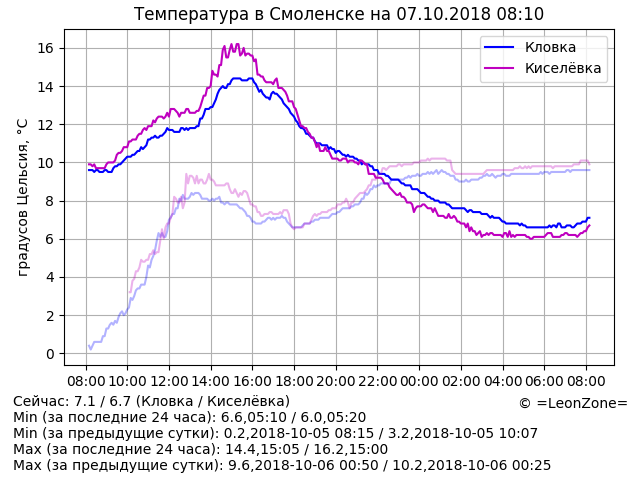 Температура в Смоленске на 07.10.2018 08:10
градусов Цельсия, °C
16
14
12
10
8
6
4
2
0
Кловка
Киселёвка
08:00 10:00 12:00 14:00 16:00 18:00 20:00 22:00 00:00 02:00 04:00 06:00 08:00
Сейчас: 7.1 / 6.7 (Кловка / Киселёвка)
© =LeonZone=
Min (за последние 24 часа): 6.6,05:10 / 6.0,05:20
Min (за предыдущие сутки): 0.2,2018-10-05 08:15 / 3.2,2018-10-05 10:07
Max (за последние 24 часа): 14.4,15:05 / 16.2,15:00
Max (за предыдущие сутки): 9.6,2018-10-06 00:50 / 10.2,2018-10-06 00:25